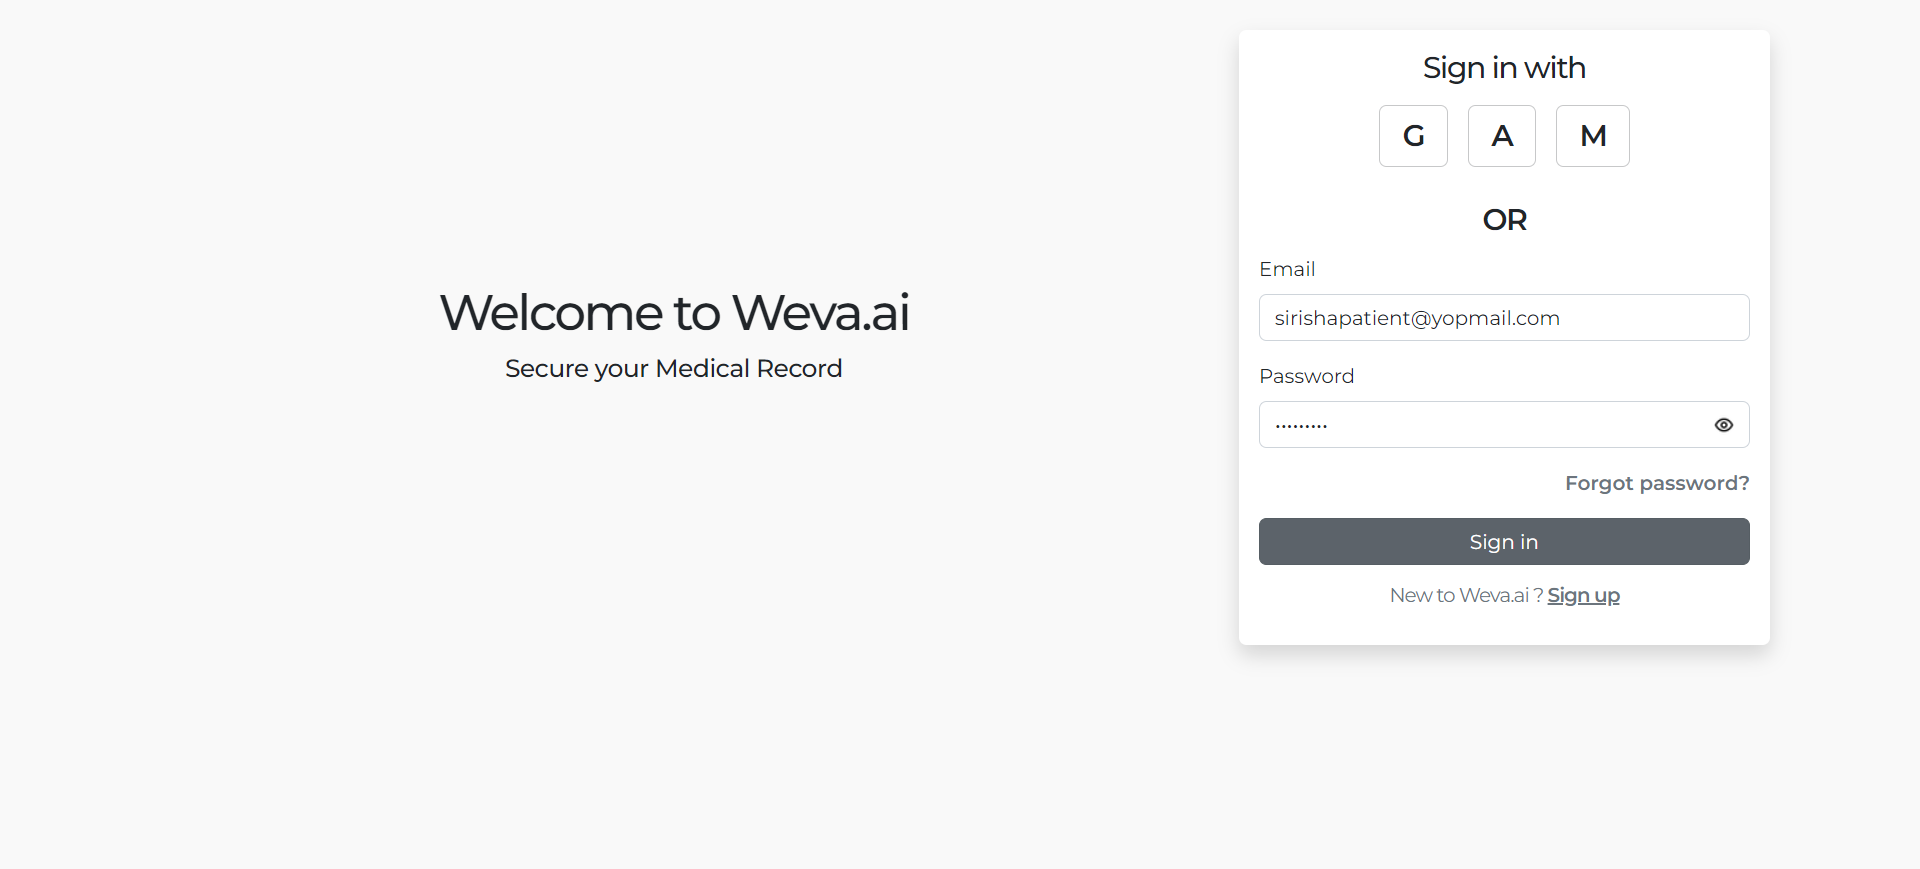 Welcome to Weva.ai
Secure your Medical Record
Sign in with
G A M
OR
Email
sirishapatient@yopmail.com
Password
•••••••••
Forgot password?
Sign in
New to Weva.ai ? Sign up